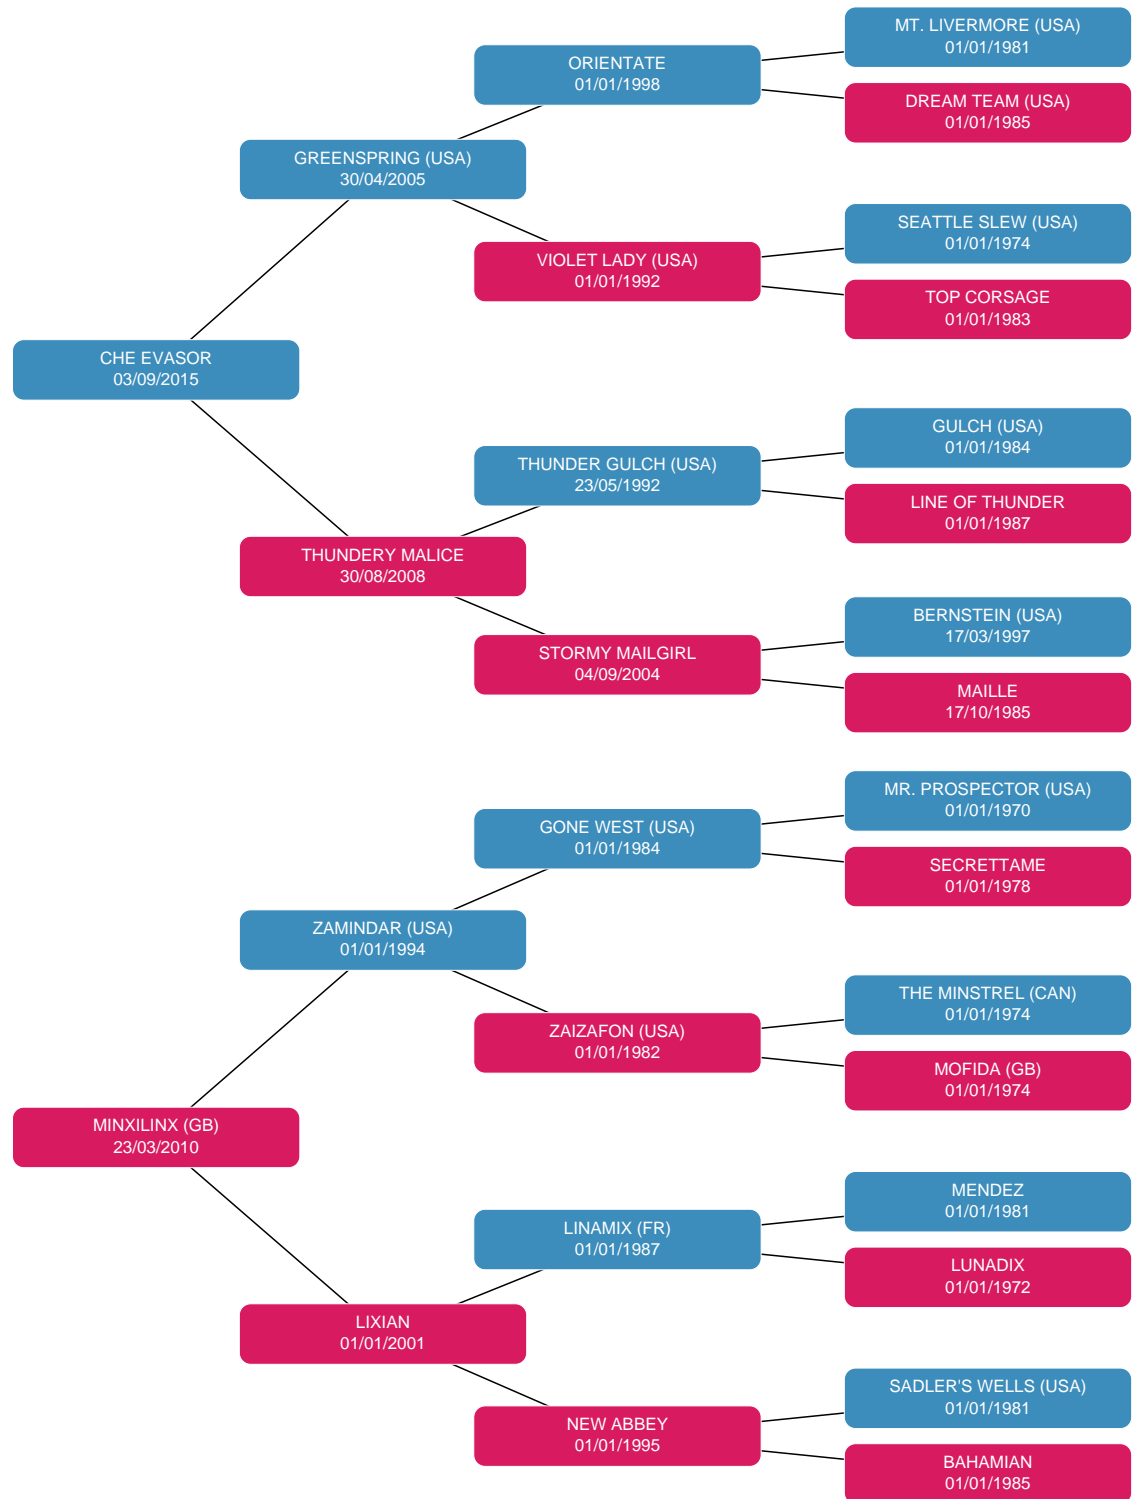 MT. LIVERMORE (USA)
01/01/1981
ORIENTATE
01/01/1998
DREAM TEAM (USA)
01/01/1985
GREENSPRING (USA)
30/04/2005
SEATTLE SLEW (USA)
01/01/1974
VIOLET LADY (USA)
01/01/1992
TOP CORSAGE
01/01/1983
CHE EVASOR
03/09/2015
GULCH (USA)
01/01/1984
THUNDER GULCH (USA)
23/05/1992
LINE OF THUNDER
01/01/1987
THUNDERY MALICE
30/08/2008
BERNSTEIN (USA)
17/03/1997
STORMY MAILGIRL
04/09/2004
MAILLE
17/10/1985
MR. PROSPECTOR (USA)
01/01/1970
GONE WEST (USA)
01/01/1984
SECRETTAME
01/01/1978
ZAMINDAR (USA)
01/01/1994
THE MINSTREL (CAN)
01/01/1974
ZAIZAFON (USA)
01/01/1982
MOFIDA (GB)
01/01/1974
MINXILINX (GB)
23/03/2010
MENDEZ
01/01/1981
LINAMIX (FR)
01/01/1987
LUNADIX
01/01/1972
LIXIAN
01/01/2001
SADLER'S WELLS (USA)
01/01/1981
NEW ABBEY
01/01/1995
BAHAMIAN
01/01/1985